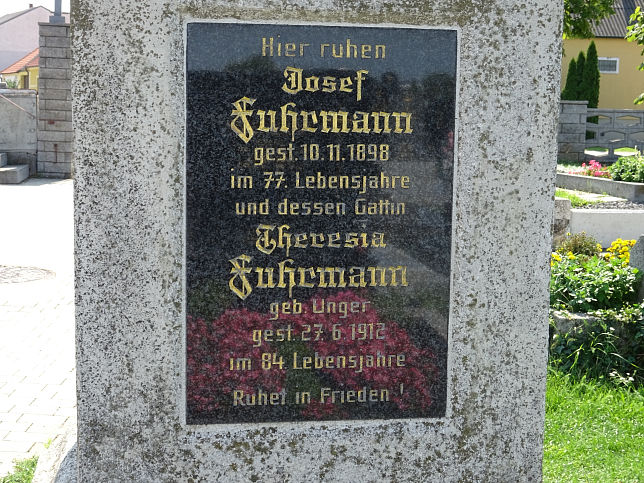 Hier ruhen
Josef
Fuhrmann
gest. 10. 11. 1898
im 77. Lebensjahre
und dessen Gattin
Theresia
Fuhrmann
geb. Unger
gest. 27. 6 1912
im 84. Lebensjahre
Ruhet in Frieden !